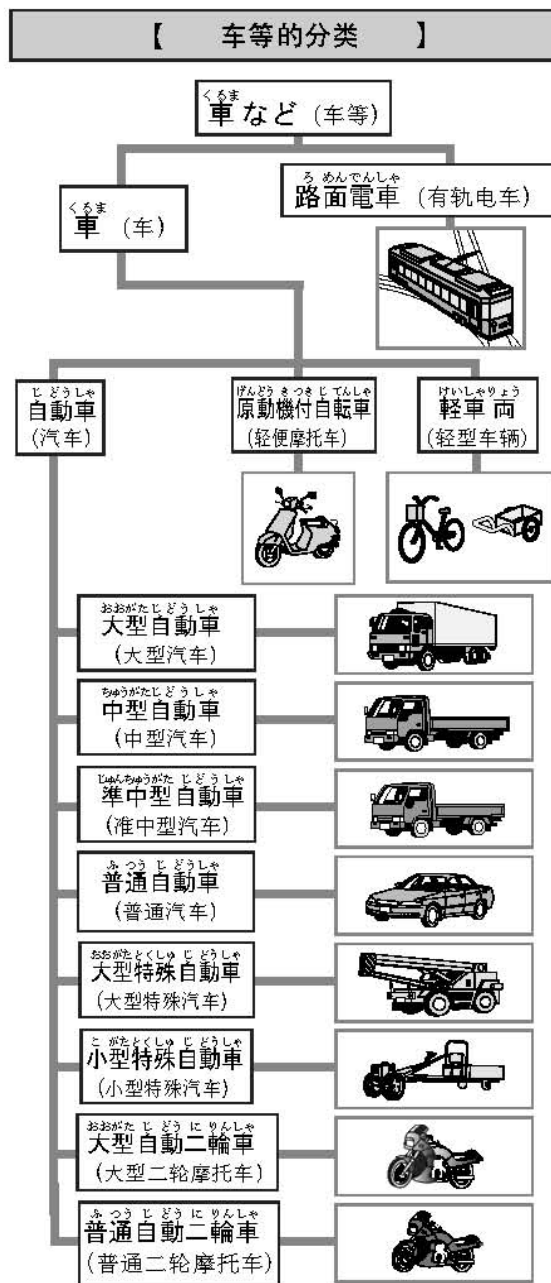 【 车等的分类 】
くるま
車など (车等)
ろめんでんしゃ
路面電車 (有轨电车)
くるま
車 (车)
じどうしゃ
自動車
(汽车)
げんどうきつきじてんしゃ
原動機付自転車
(轻便摩托车)
けいしゃりょう
軽車両
(轻型车辆)
おおがたじどうしゃ
大型自動車
(大型汽车)
ちゅうがたじどうしゃ
中型自動車
(中型汽车)
じゅんちゅうがたじどうしゃ
準中型自動車
(准中型汽车)
ふつうじどうしゃ
普通自動車
(普通汽车)
おおがたとくしゅじどうしゃ
大型特殊自動車
(大型特殊汽车)
こがたとくしゅじどうしゃ
小型特殊自動車
(小型特殊汽车)
おおがたじどうにりんしゃ
大型自動二輪車
(大型二轮摩托车)
ふつうじどうにりんしゃ
普通自動二輪車
(普通二轮摩托车)